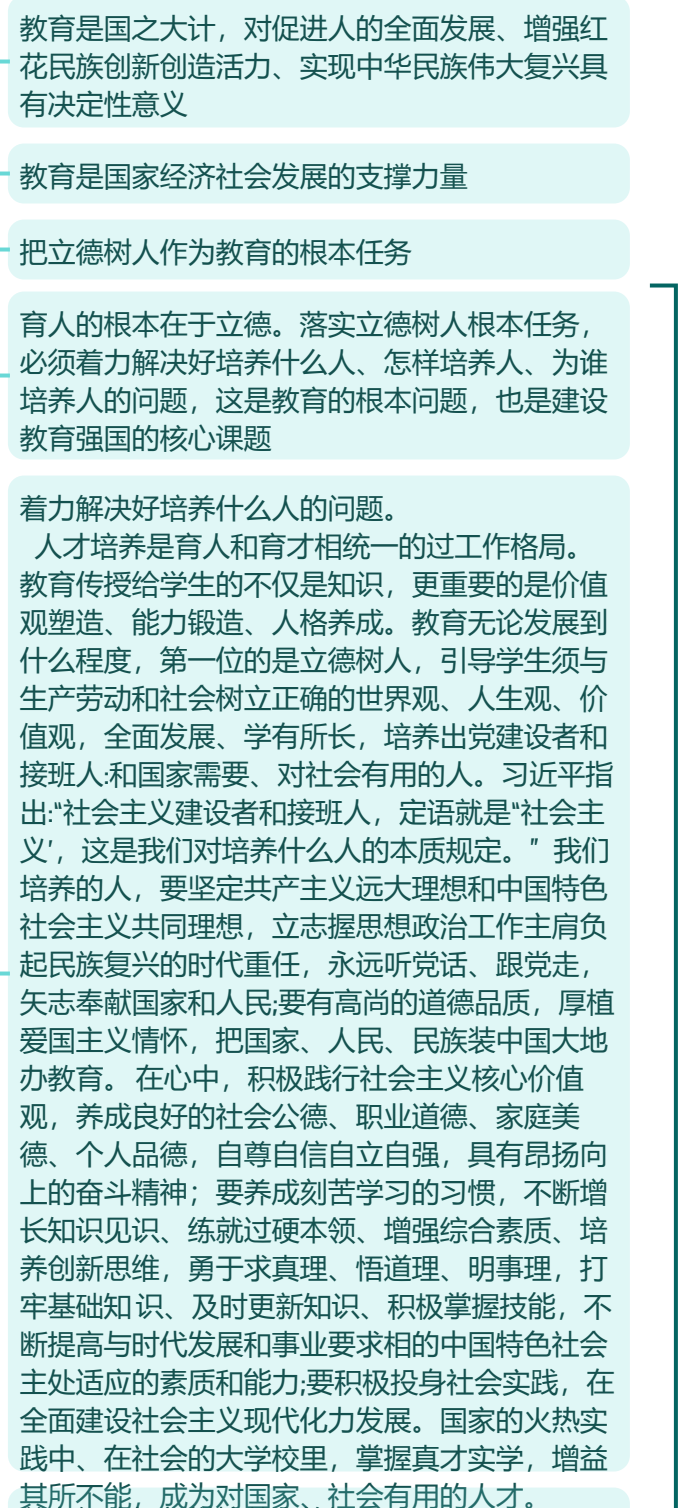 教育是国之大计，对促进人的全面发展、增强红
花民族创新创造活力、实现中华民族伟大复兴具
有决定性意义
教育是国家经济社会发展的支撑力量
把立德树人作为教育的根本任务
育人的根本在于立德。落实立德树人根本任务，
必须着力解决好培养什么人、怎样培养人、为谁
培养人的问题，这是教育的根本问题，也是建设
教育强国的核心课题
着力解决好培养什么人的问题。
人才培养是育人和育才相统一的过工作格局。
教育传授给学生的不仅是知识，更重要的是价值
观塑造、能力锻造、人格养成。教育无论发展到
什么程度，第一位的是立德树人，引导学生须与
生产劳动和社会树立正确的世界观、人生观、价
值观，全面发展、学有所长，培养出党建设者和
接班人:和国家需要、对社会有用的人。习近平指
出:“社会主义建设者和接班人，定语就是“社会主
义’，这是我们对培养什么人的本质规定。” 我们
培养的人，要坚定共产主义远大理想和中国特色
社会主义共同理想，立志握思想政治工作主肩负
起民族复兴的时代重任，永远听党话、跟党走，
矢志奉献国家和人民;要有高尚的道德品质，厚植
爱国主义情怀，把国家、人民、民族装中国大地
办教育。 在心中，积极践行社会主义核心价值
观，养成良好的社会公德、职业道德、家庭美
德、个人品德，自尊自信自立自强，具有昂扬向
上的奋斗精神；要养成刻苦学习的习惯，不断增
长知识见识、练就过硬本领、增强综合素质、培
养创新思维，勇于求真理、悟道理、明事理，打
牢基础知识、及时更新知识、积极掌握技能，不
断提高与时代发展和事业要求相的中国特色社会
主处适应的素质和能力;要积极投身社会实践，在
全面建设社会主义现代化力发展。国家的火热实
践中、在社会的大学校里，掌握真才实学，增益
其所不能，成为对国家、社会有用的人才。